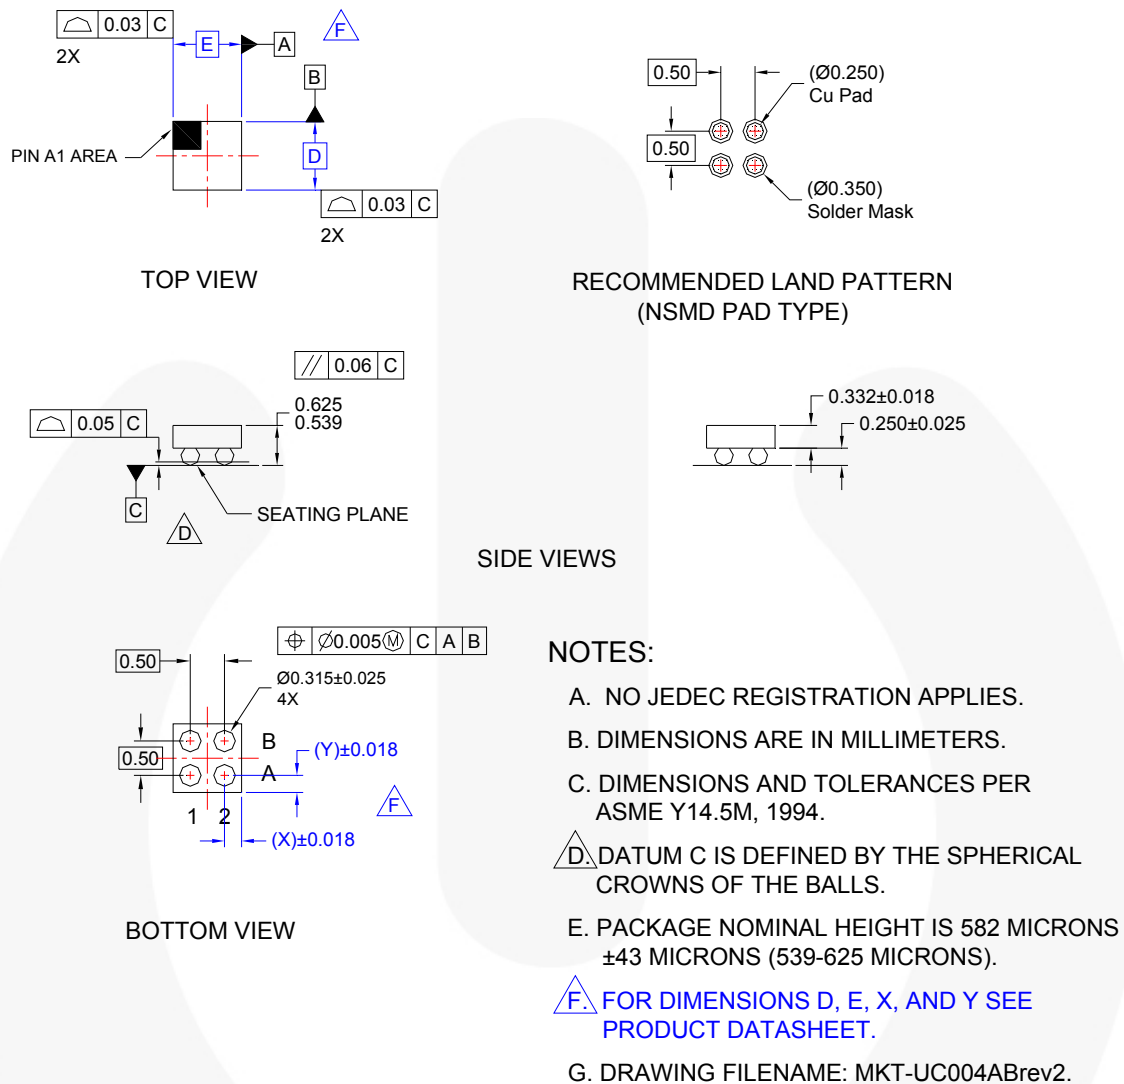 0.03 C
2X
E
A
F
B
PIN A1 AREA
D
0.03 C
2X
TOP VIEW
0.50
(Ø0.250)
Cu Pad
0.50
(Ø0.350)
Solder Mask
RECOMMENDED LAND PATTERN
(NSMD PAD TYPE)
// 0.06 C
0.05 C
0.625
0.539
C
D
SEATING PLANE
0.332±0.018
0.250±0.025
SIDE VIEWS
Ø0.005Ⓜ C A B
0.50
Ø0.315±0.025
4X
0.50
B
A
(Y)±0.018
F
1 2
(X)±0.018
BOTTOM VIEW
NOTES:
A. NO JEDEC REGISTRATION APPLIES.
B. DIMENSIONS ARE IN MILLIMETERS.
C. DIMENSIONS AND TOLERANCES PER
ASME Y14.5M, 1994.
D. DATUM C IS DEFINED BY THE SPHERICAL
CROWNS OF THE BALLS.
E. PACKAGE NOMINAL HEIGHT IS 582 MICRONS
±43 MICRONS (539-625 MICRONS).
F. FOR DIMENSIONS D, E, X, AND Y SEE
PRODUCT DATASHEET.
G. DRAWING FILENAME: MKT-UC004ABrev2.